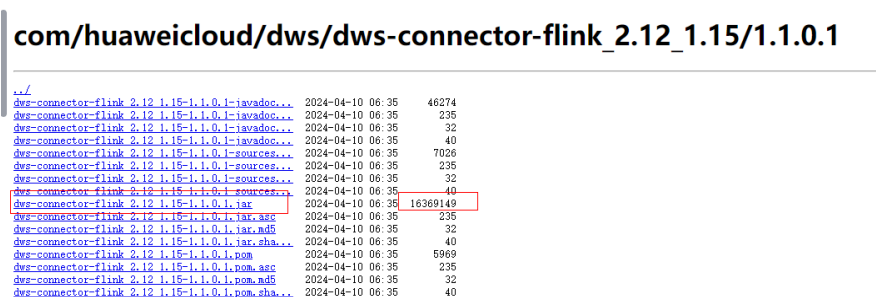 com/huaweicloud/dws/dws-connector-flink_2.12_1.15/1.1.0.1
../
dws-connector-flink_2.12_1.15-1.1.0.1-javadoc... 2024-04-10 06:35 46274
dws-connector-flink_2.12_1.15-1.1.0.1-javadoc... 2024-04-10 06:35 235
dws-connector-flink_2.12_1.15-1.1.0.1-javadoc... 2024-04-10 06:35 32
dws-connector-flink_2.12_1.15-1.1.0.1-javadoc... 2024-04-10 06:35 40
dws-connector-flink_2.12_1.15-1.1.0.1-sources... 2024-04-10 06:35 7026
dws-connector-flink_2.12_1.15-1.1.0.1-sources... 2024-04-10 06:35 235
dws-connector-flink_2.12_1.15-1.1.0.1-sources... 2024-04-10 06:35 32
dws-connector-flink_2.12_1.15-1.1.0.1-sources... 2024-04-10 06:35 40
dws-connector-flink_2.12_1.15-1.1.0.1.jar 2024-04-10 06:35 16369149
dws-connector-flink_2.12_1.15-1.1.0.1.jar.asc 2024-04-10 06:35 235
dws-connector-flink_2.12_1.15-1.1.0.1.jar.md5 2024-04-10 06:35 32
dws-connector-flink_2.12_1.15-1.1.0.1.jar.sha... 2024-04-10 06:35 40
dws-connector-flink_2.12_1.15-1.1.0.1.pom 2024-04-10 06:35 5969
dws-connector-flink_2.12_1.15-1.1.0.1.pom.asc 2024-04-10 06:35 235
dws-connector-flink_2.12_1.15-1.1.0.1.pom.md5 2024-04-10 06:35 32
dws-connector-flink_2.12_1.15-1.1.0.1.pom.sha... 2024-04-10 06:35 40